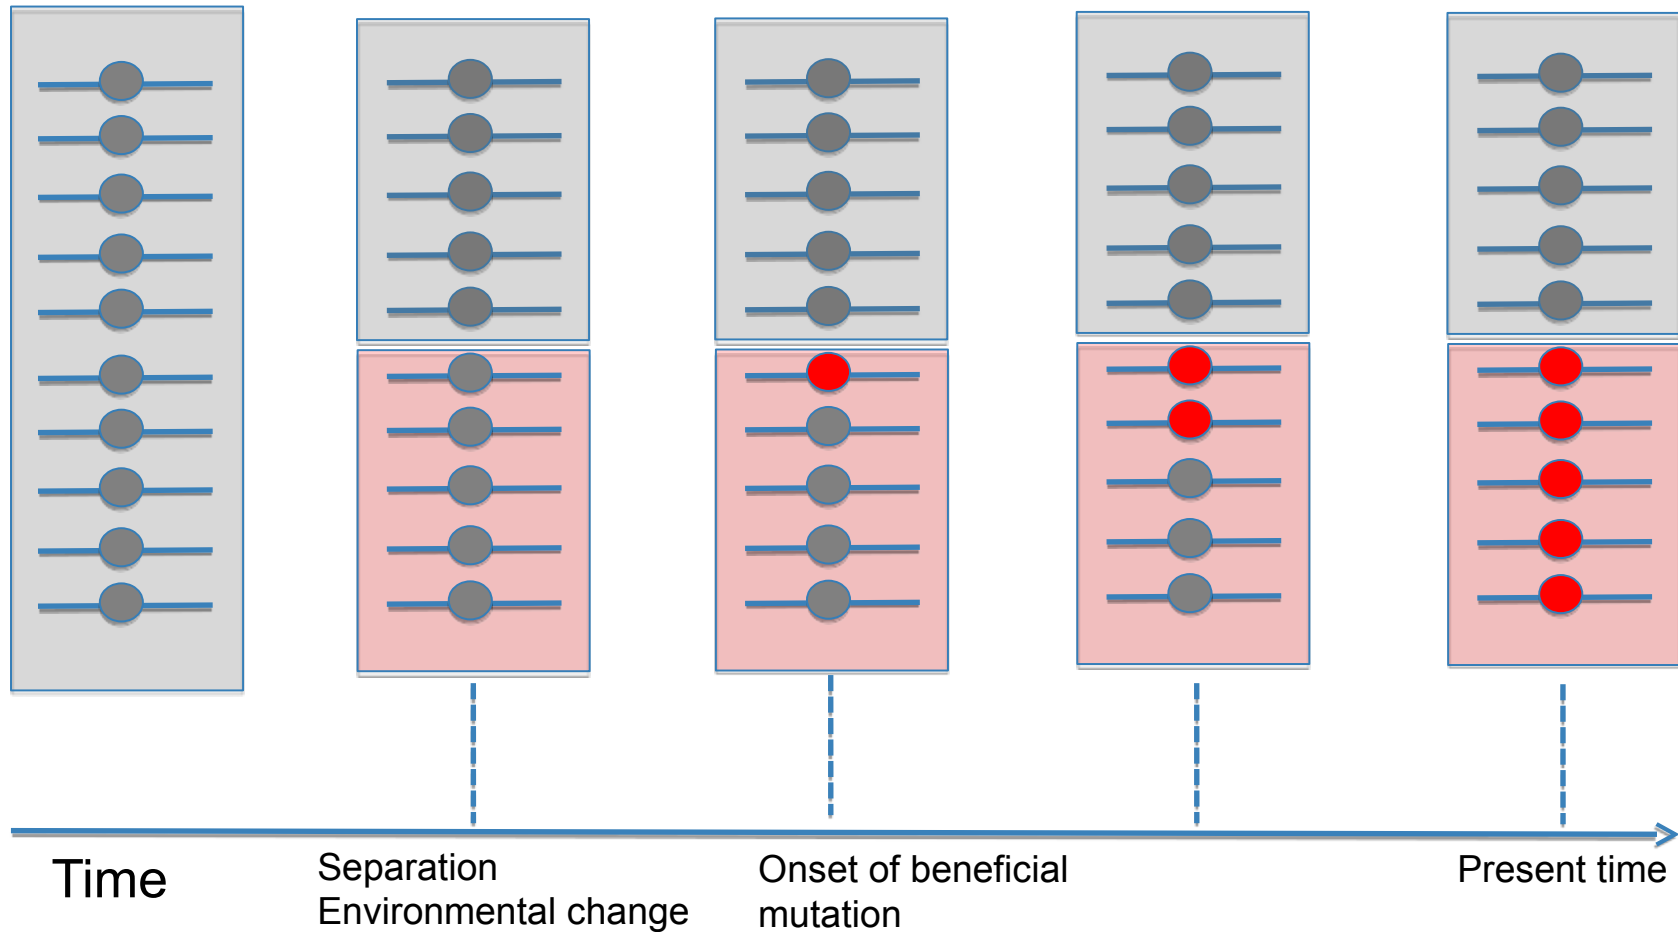 Time
Separation
Environmental change
Onset of beneficial
mutation
Present time